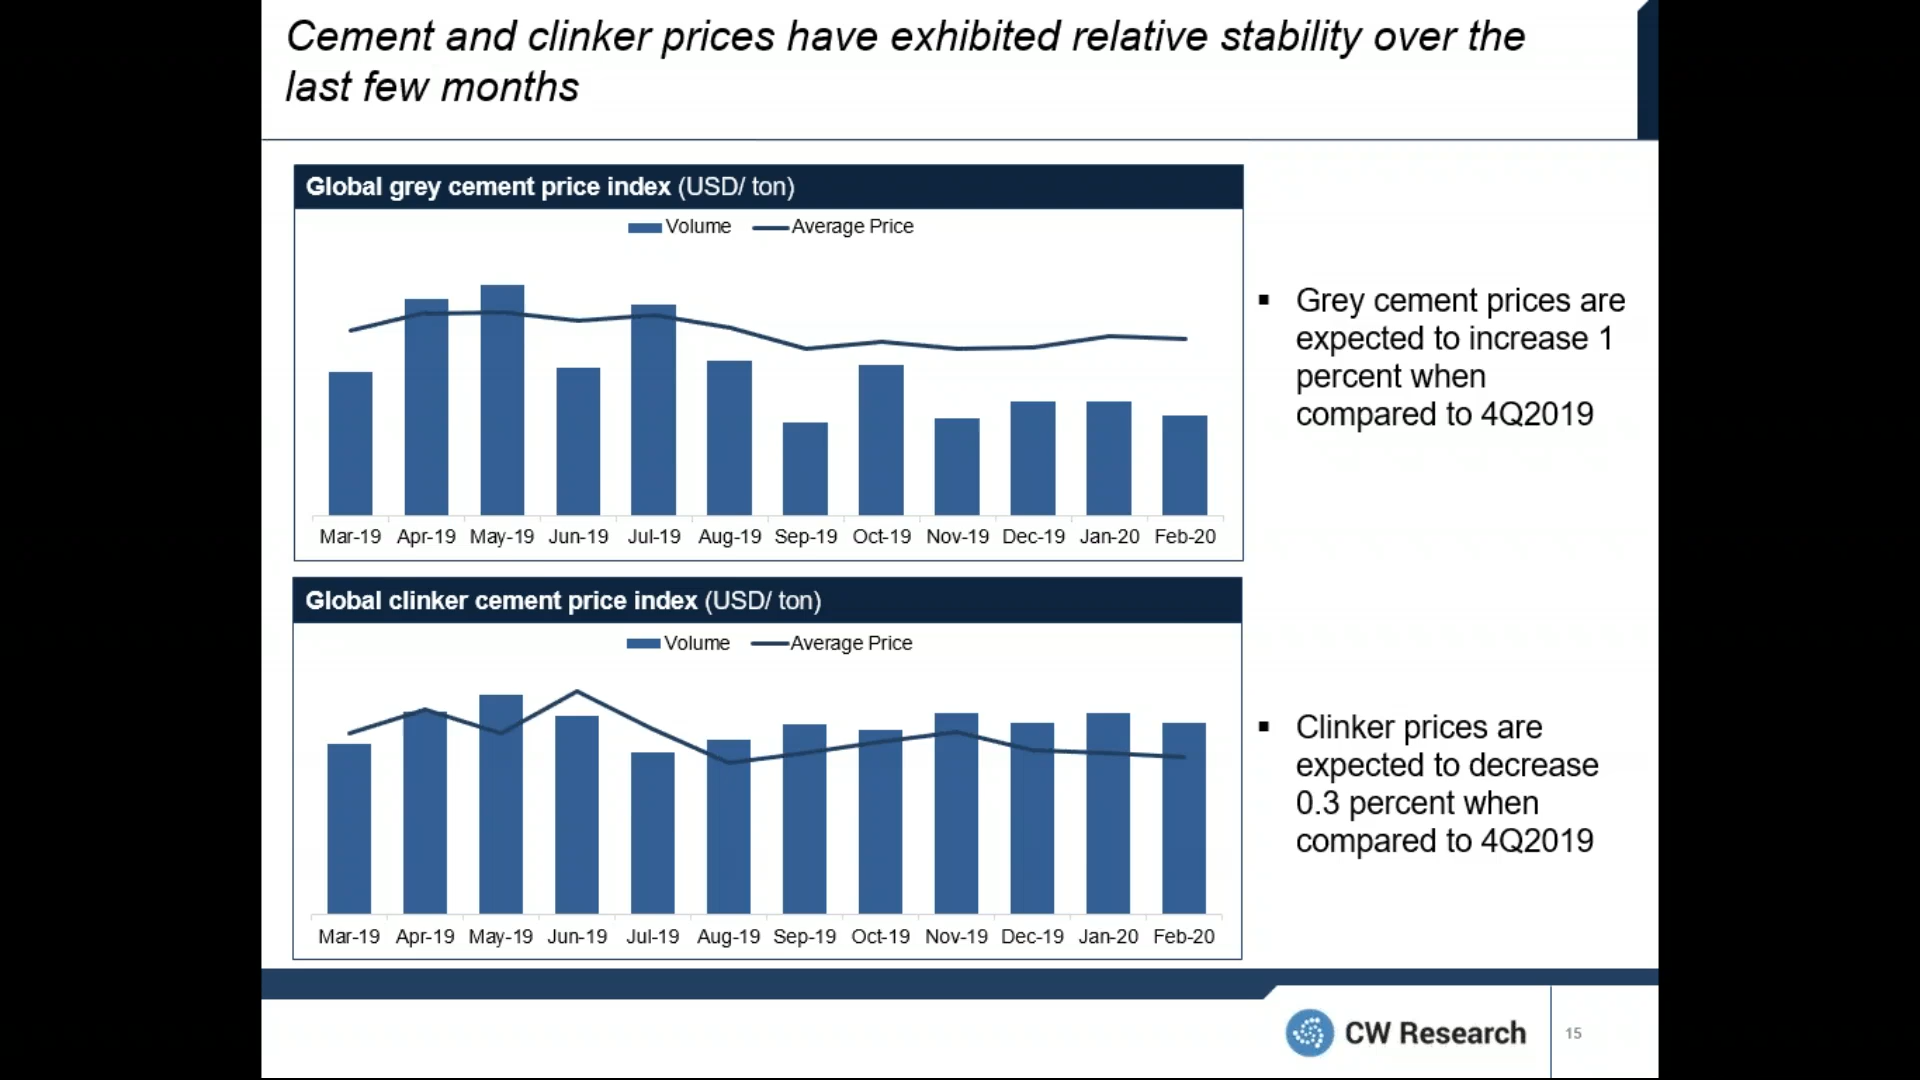 Cement and clinker prices have exhibited relative stability over the
last few months
Global grey cement price index (USD/ ton)
Volume Average Price
Mar-19 Apr-19 May-19 Jun-19 Jul-19 Aug-19 Sep-19 Oct-19 Nov-19 Dec-19 Jan-20 Feb-20
▪ Grey cement prices are
expected to increase 1
percent when
compared to 4Q2019
Global clinker cement price index (USD/ ton)
Volume Average Price
Mar-19 Apr-19 May-19 Jun-19 Jul-19 Aug-19 Sep-19 Oct-19 Nov-19 Dec-19 Jan-20 Feb-20
▪ Clinker prices are
expected to decrease
0.3 percent when
compared to 4Q2019
CW Research
15